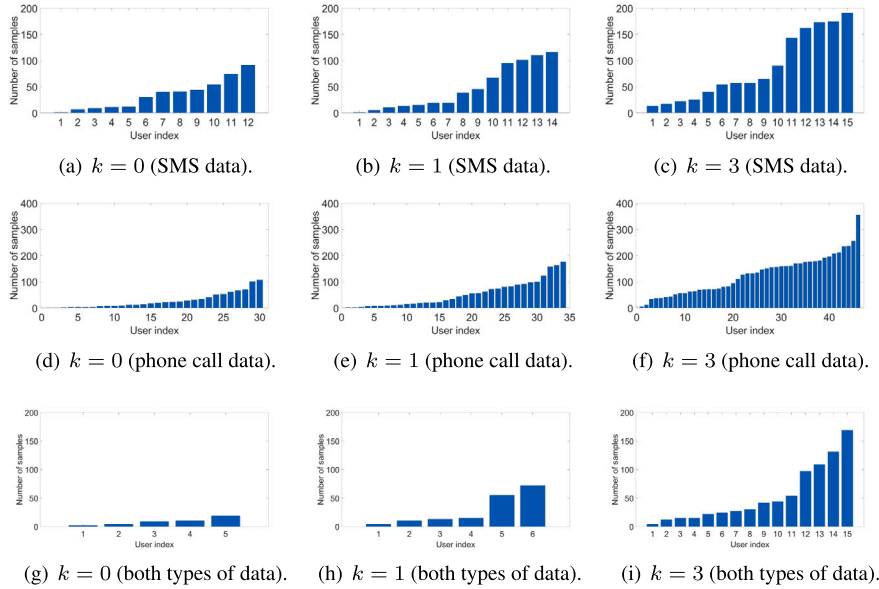 200
150
100
50
0
Number of samples
1 2 3 4 5 6 7 8 9 10 11 12
User index
(a) k = 0 (SMS data).
200
150
100
50
0
Number of samples
1 2 3 4 5 6 7 8 9 10 11 12 13 14
User index
(b) k = 1 (SMS data).
200
150
100
50
0
Number of samples
1 2 3 4 5 6 7 8 9 10 11 12 13 14 15
User index
(c) k = 3 (SMS data).
400
300
200
100
0
Number of samples
0 5 10 15 20 25 30
User index
(d) k = 0 (phone call data).
400
300
200
100
0
Number of samples
0 5 10 15 20 25 30 35
User index
(e) k = 1 (phone call data).
400
300
200
100
0
Number of samples
0 10 20 30 40
User index
(f) k = 3 (phone call data).
200
150
100
50
0
Number of samples
1 2 3 4 5
User index
(g) k = 0 (both types of data).
200
150
100
50
0
Number of samples
1 2 3 4 5 6
User index
(h) k = 1 (both types of data).
200
150
100
50
0
Number of samples
1 2 3 4 5 6 7 8 9 10 11 12 13 14 15
User index
(i) k = 3 (both types of data).